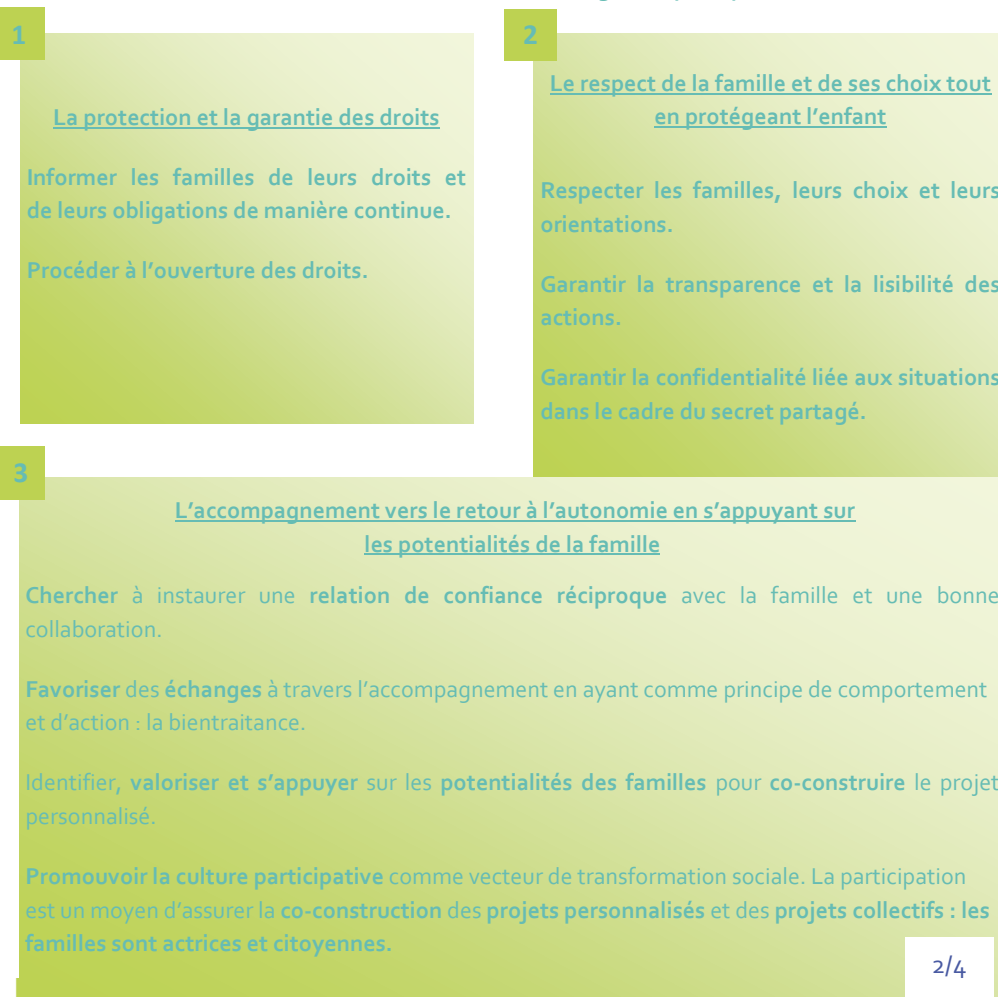 1
La protection et la garantie des droits
Informer les familles de leurs droits et
de leurs obligations de manière continue.
Procéder à l’ouverture des droits.
2
Le respect de la famille et de ses choix tout
en protégeant l’enfant
Respecter les familles, leurs choix et leurs
orientations.
Garantir la transparence et la lisibilité des
actions.
Garantir la confidentialité liée aux situations
dans le cadre du secret partagé.
3
L’accompagnement vers le retour à l’autonomie en s’appuyant sur
les potentialités de la famille
Chercher à instaurer une relation de confiance réciproque avec la famille et une bonne
collaboration.
Favoriser des échanges à travers l’accompagnement en ayant comme principe de comportement
et d’action : la bientraitance.
Identifier, valoriser et s’appuyer sur les potentialités des familles pour co-construire le projet
personnalisé.
Promouvoir la culture participative comme vecteur de transformation sociale. La participation
est un moyen d’assurer la co-construction des projets personnalisés et des projets collectifs : les
familles sont actrices et citoyennes.
2/4